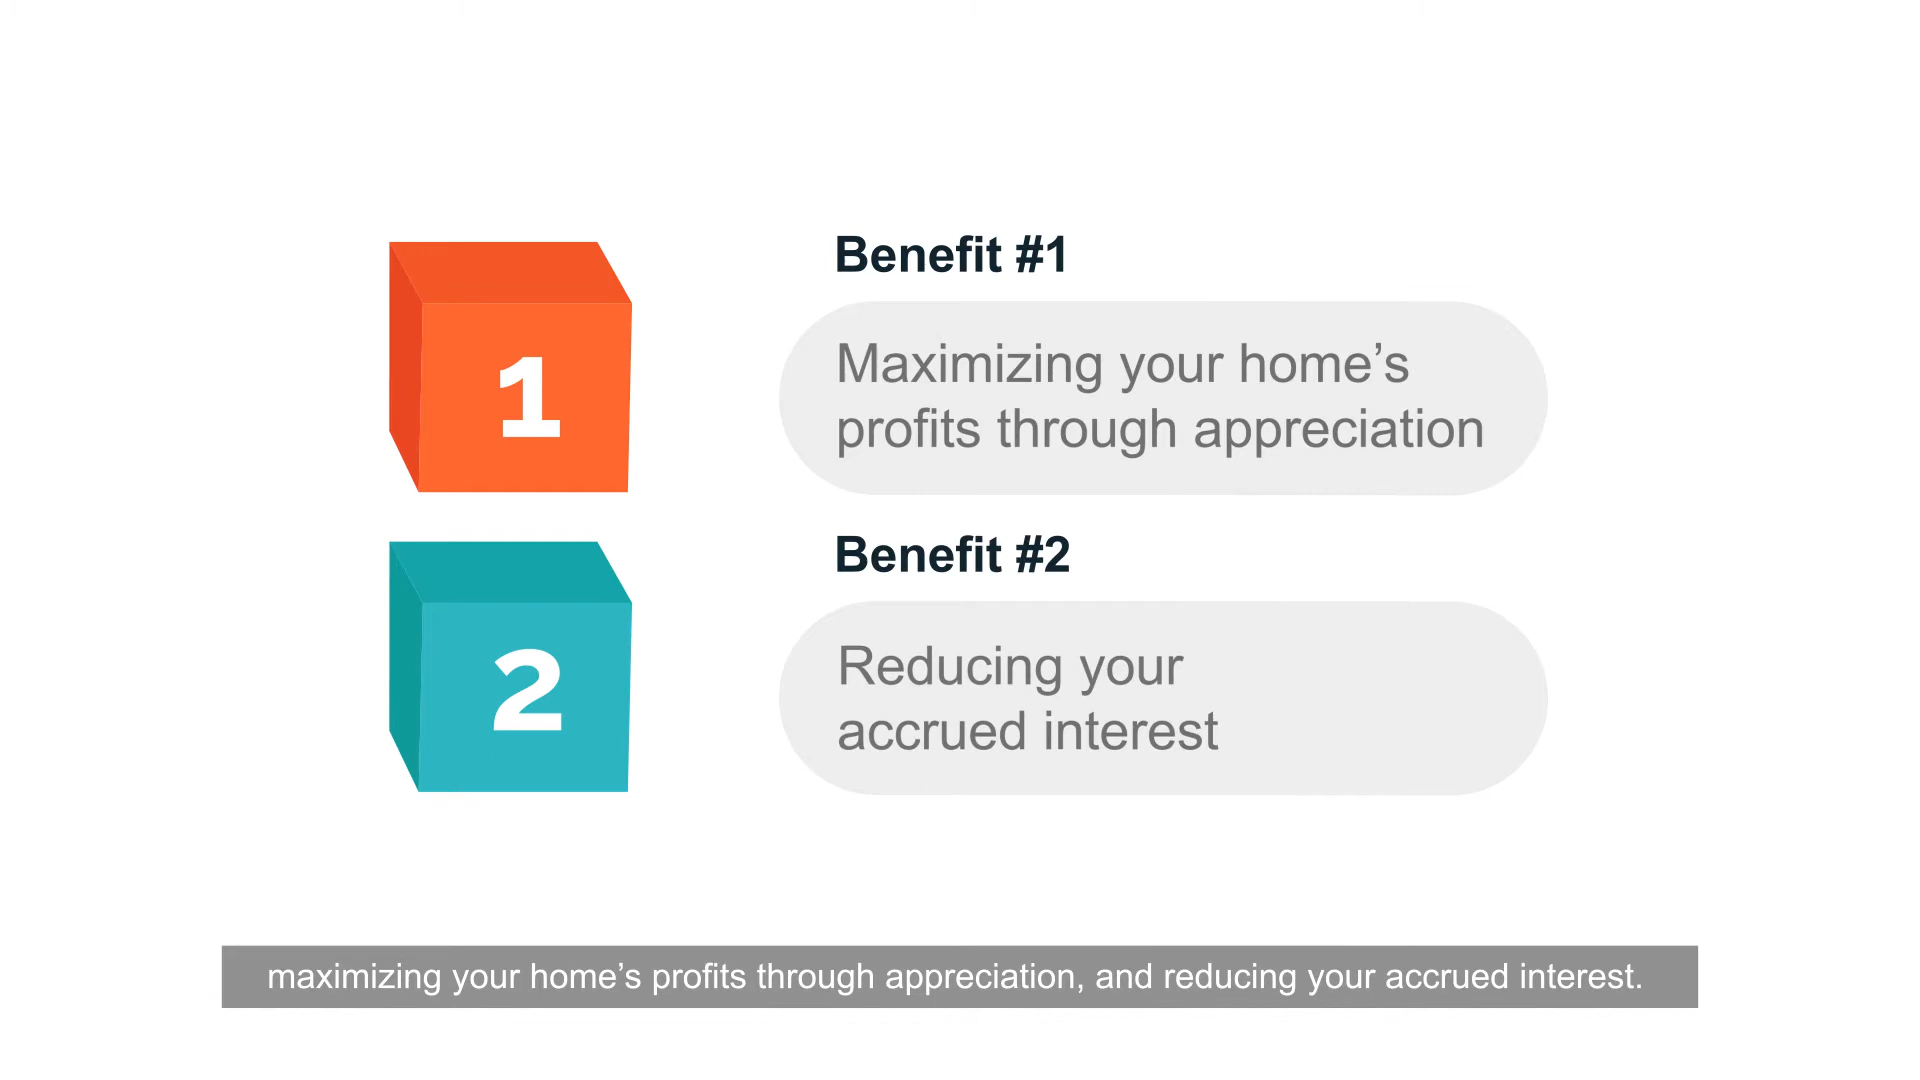 1
Benefit #1
Maximizing your home’s
profits through appreciation
2
Benefit #2
Reducing your
accrued interest
maximizing your home’s profits through appreciation, and reducing your accrued interest.